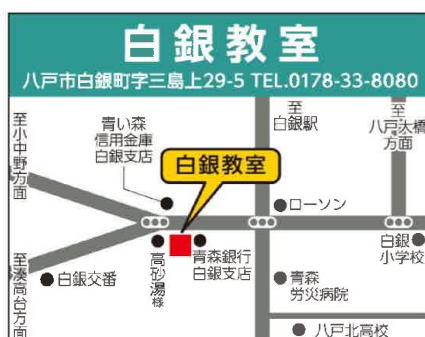 白銀教室
八戸市白銀町字三島上29-5 TEL.0178-33-8080
至小中野方面
青い森
信用金庫
白銀支店
至
白銀駅
至
八戸大橋
方面
白銀教室
ローソン
至湊高台方面
白銀交番
高砂湯様
青森銀行
白銀支店
白銀
小学校
青森
労災病院
八戸北高校